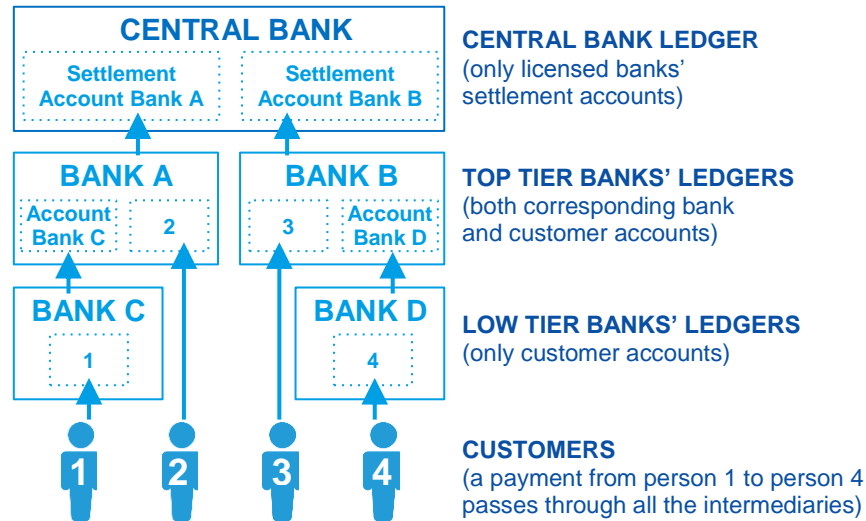 CENTRAL BANK
Settlement
Account Bank A
Settlement
Account Bank B
CENTRAL BANK LEDGER
(only licensed banks’
settlement accounts)
BANK A
Account
Bank C
2
BANK B
3
Account
Bank D
TOP TIER BANKS’ LEDGERS
(both corresponding bank
and customer accounts)
BANK C
1
BANK D
4
LOW TIER BANKS’ LEDGERS
(only customer accounts)
1
2
3
4
CUSTOMERS
(a payment from person 1 to person 4
passes through all the intermediaries)